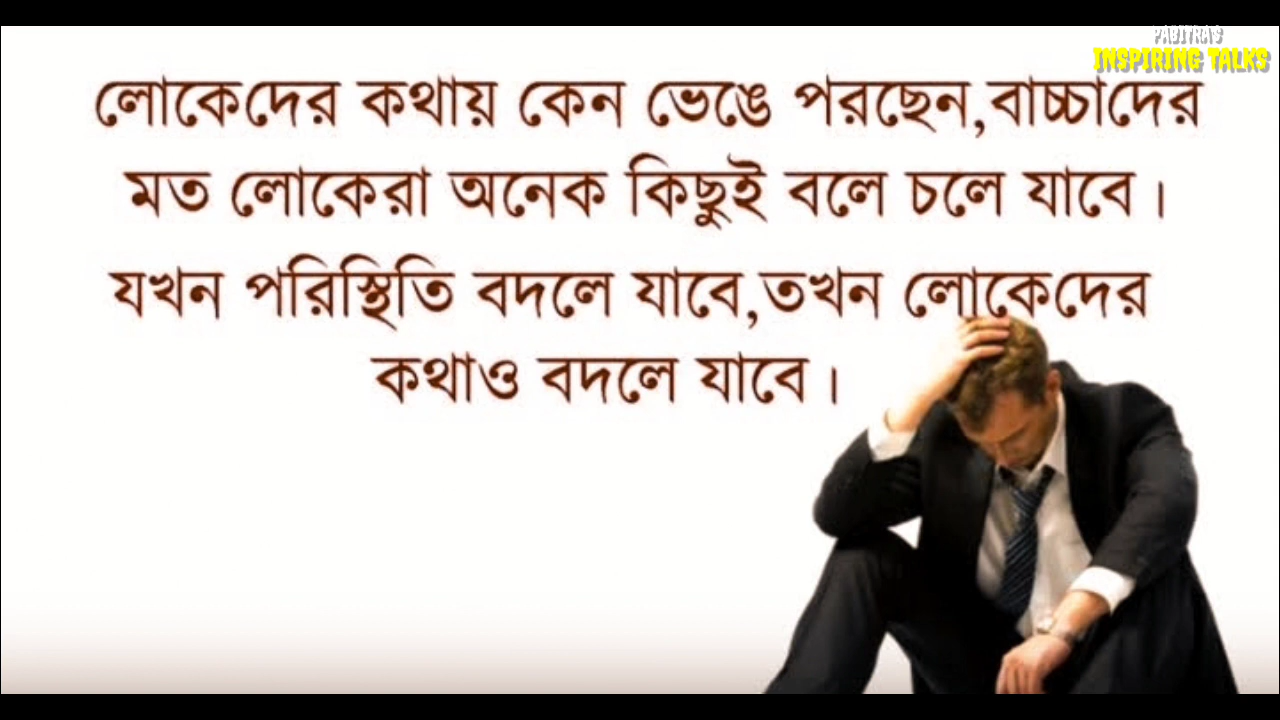 PABITRA'S
INSPIRING TALKS
লোকেদের কথায় কেন ভেঙে পরছেন,বাচ্চাদের
মত লোকেরা অনেক কিছুই বলে চলে যাবে।
যখন পরিস্থিতি বদলে যাবে,তখন লোকেদের
কথাও বদলে যাবে।